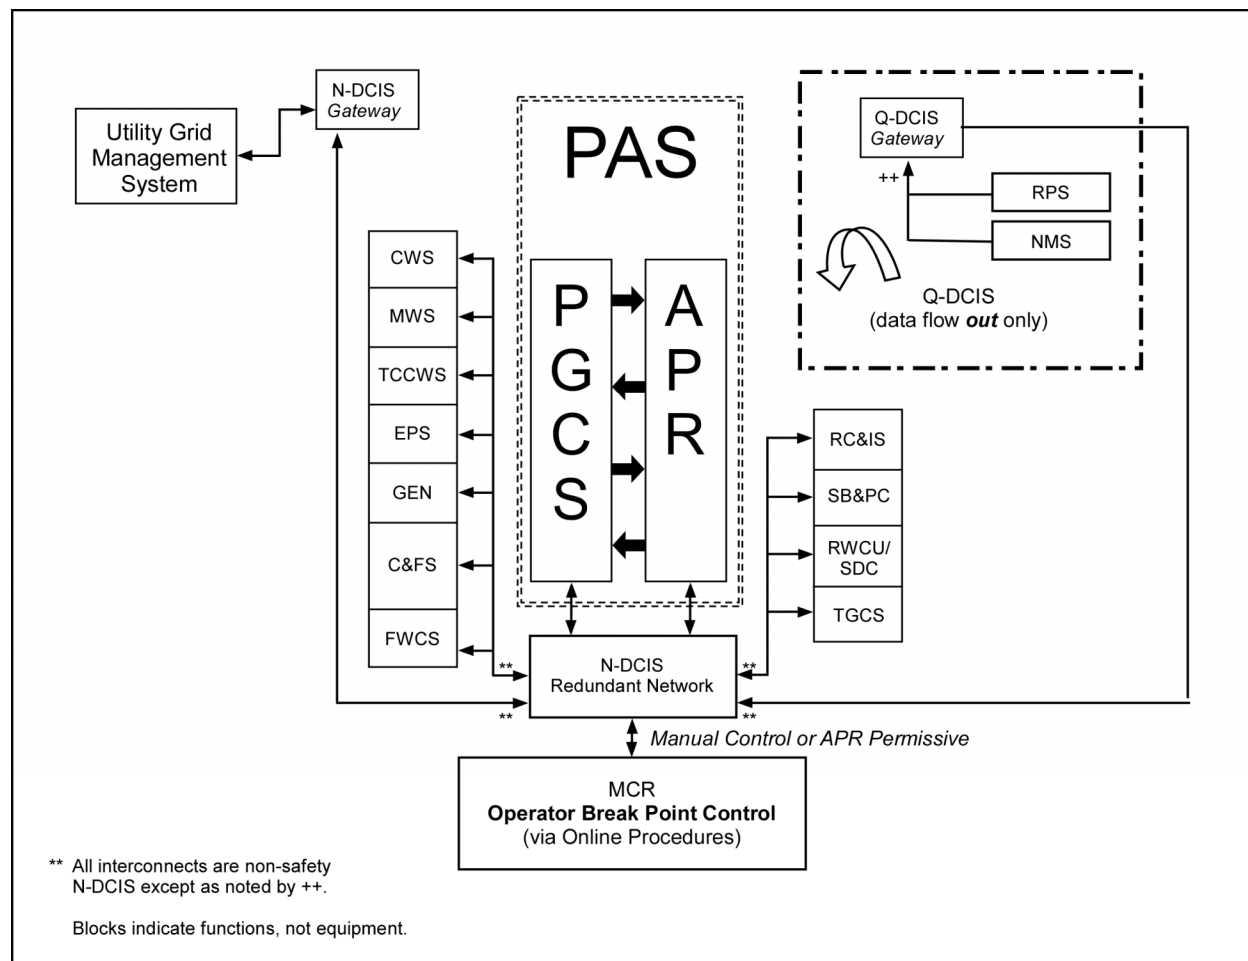 N-DCIS
Gateway
Utility Grid
Management
System
PAS
Q-DCIS
Gateway
++
RPS
NMS
Q-DCIS
(data flow out only)
CWS
MWS
TCCWS
EPS
GEN
C&FS
FWCS
P
G
C
S
A
P
R
RC&IS
SB&PC
RWCU/
SDC
TGCS
**
N-DCIS
Redundant Network
**
**
**
Manual Control or APR Permissive
MCR
Operator Break Point Control
(via Online Procedures)
** All interconnects are non-safety
N-DCIS except as noted by ++.
Blocks indicate functions, not equipment.